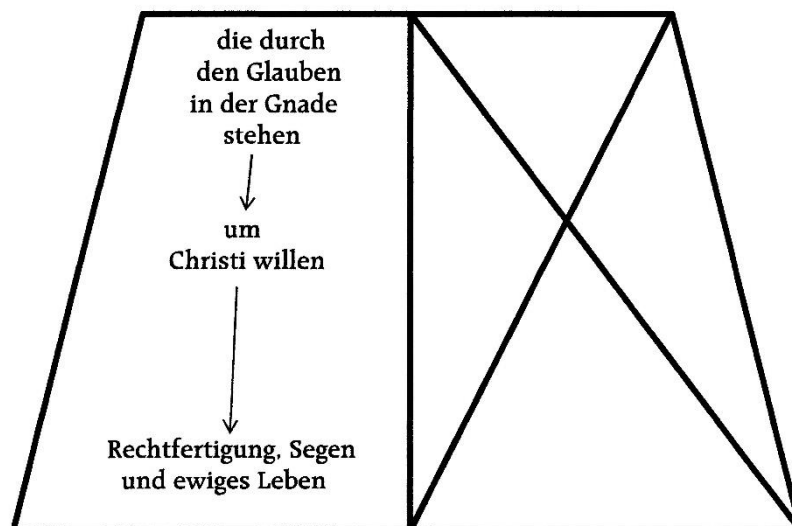 die durch
den Glauben
in der Gnade
stehen
um
Christi willen
Rechtfertigung, Segen
und ewiges Leben